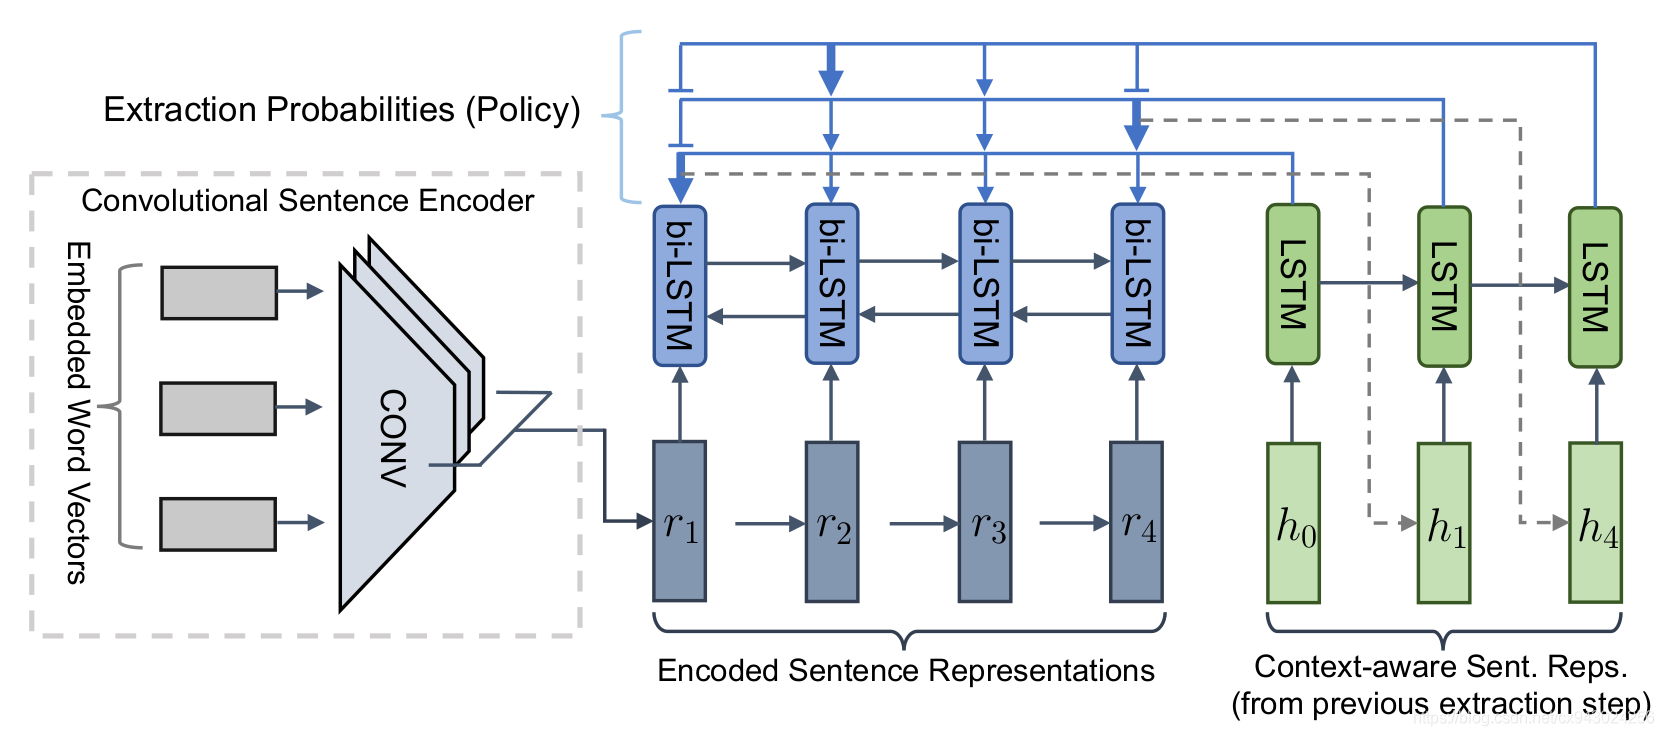 Extraction Probabilities (Policy)
Convolutional Sentence Encoder
Embedded Word Vectors
CONV
bi-LSTM
bi-LSTM
bi-LSTM
bi-LSTM
LSTM
LSTM
LSTM
r1
r2
r3
r4
h0
h1
h4
Encoded Sentence Representations
Context-aware Sent. Reps.
(from previous extraction step)